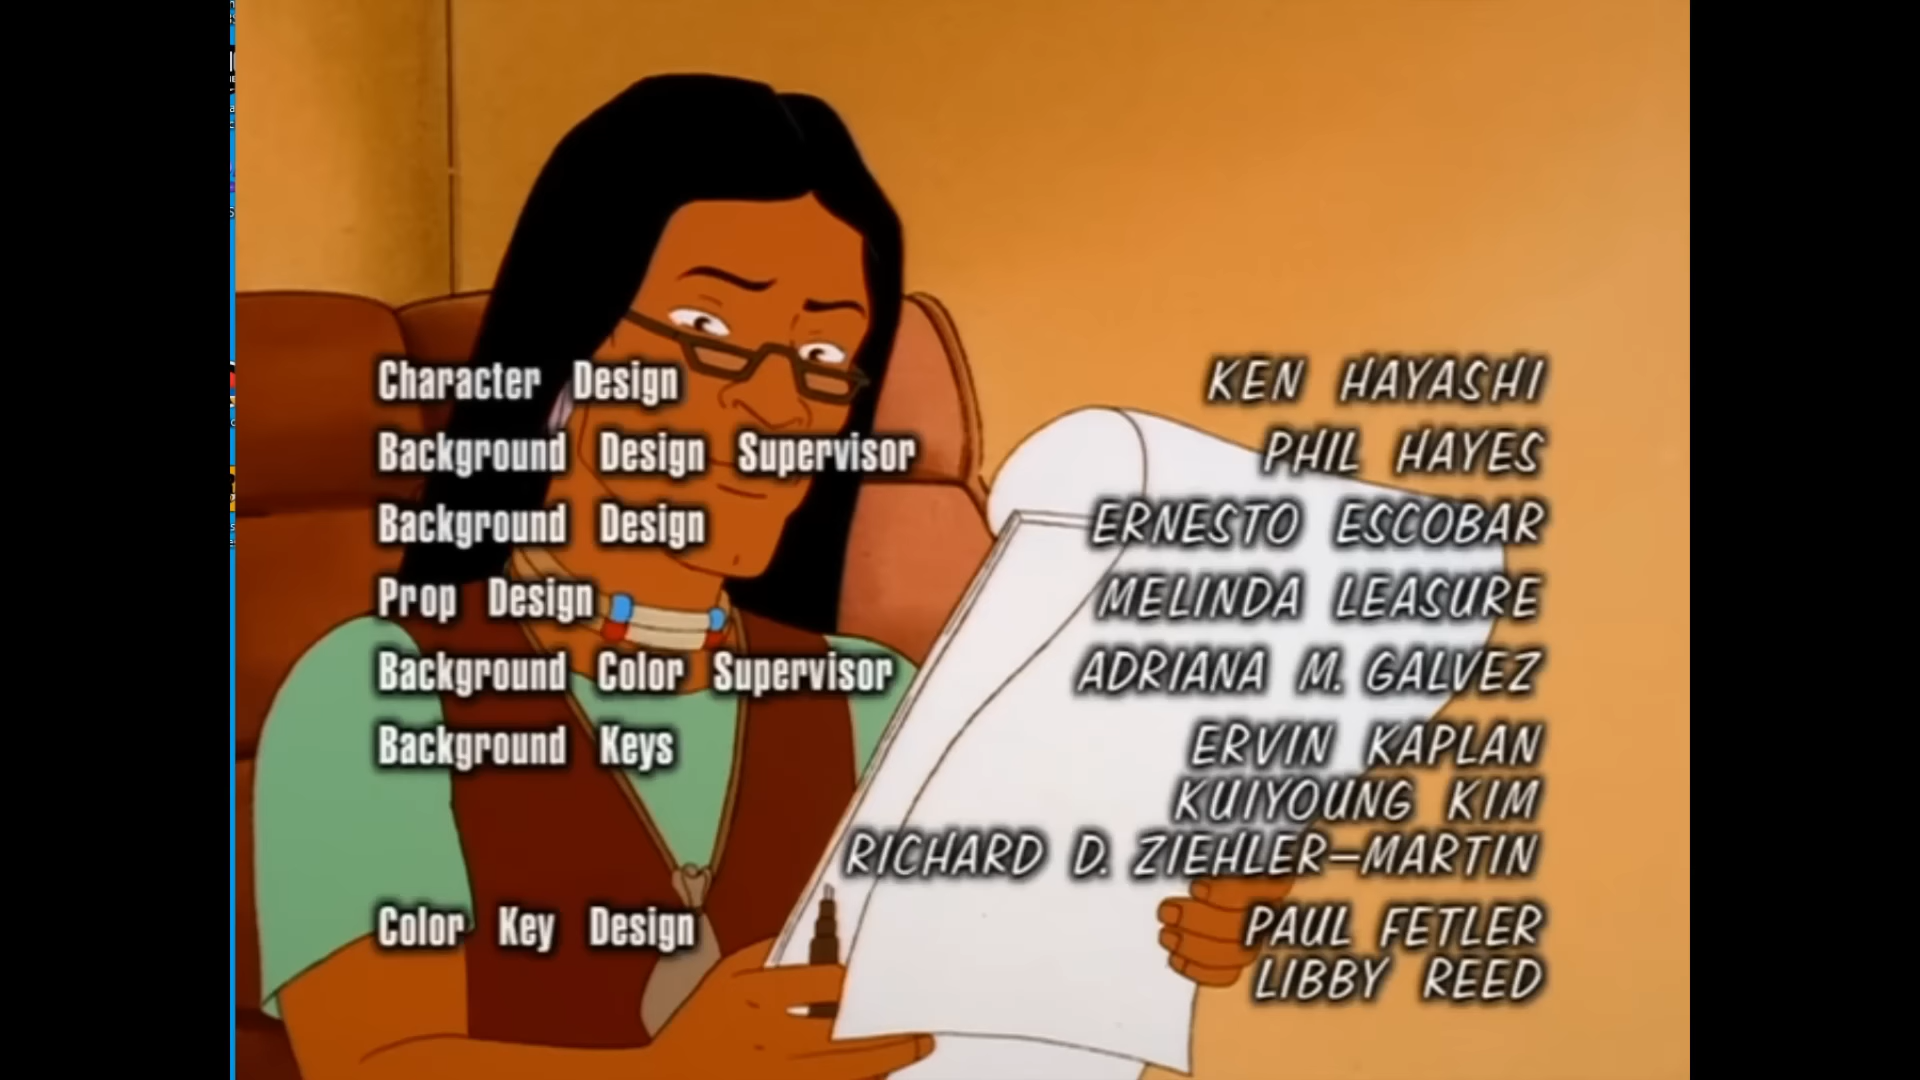 Character Design KEN HAYASHI
Background Design Supervisor PHIL HAYES
Background Design ERNESTO ESCOBAR
Prop Design MELINDA LEASURE
Background Color Supervisor ADRIANA M. GALVEZ
Background Keys ERVIN KAPLAN
KUIYOUNG KIM
RICHARD D. ZIEHLER–MARTIN
Color Key Design PAUL FETLER
LIBBY REED